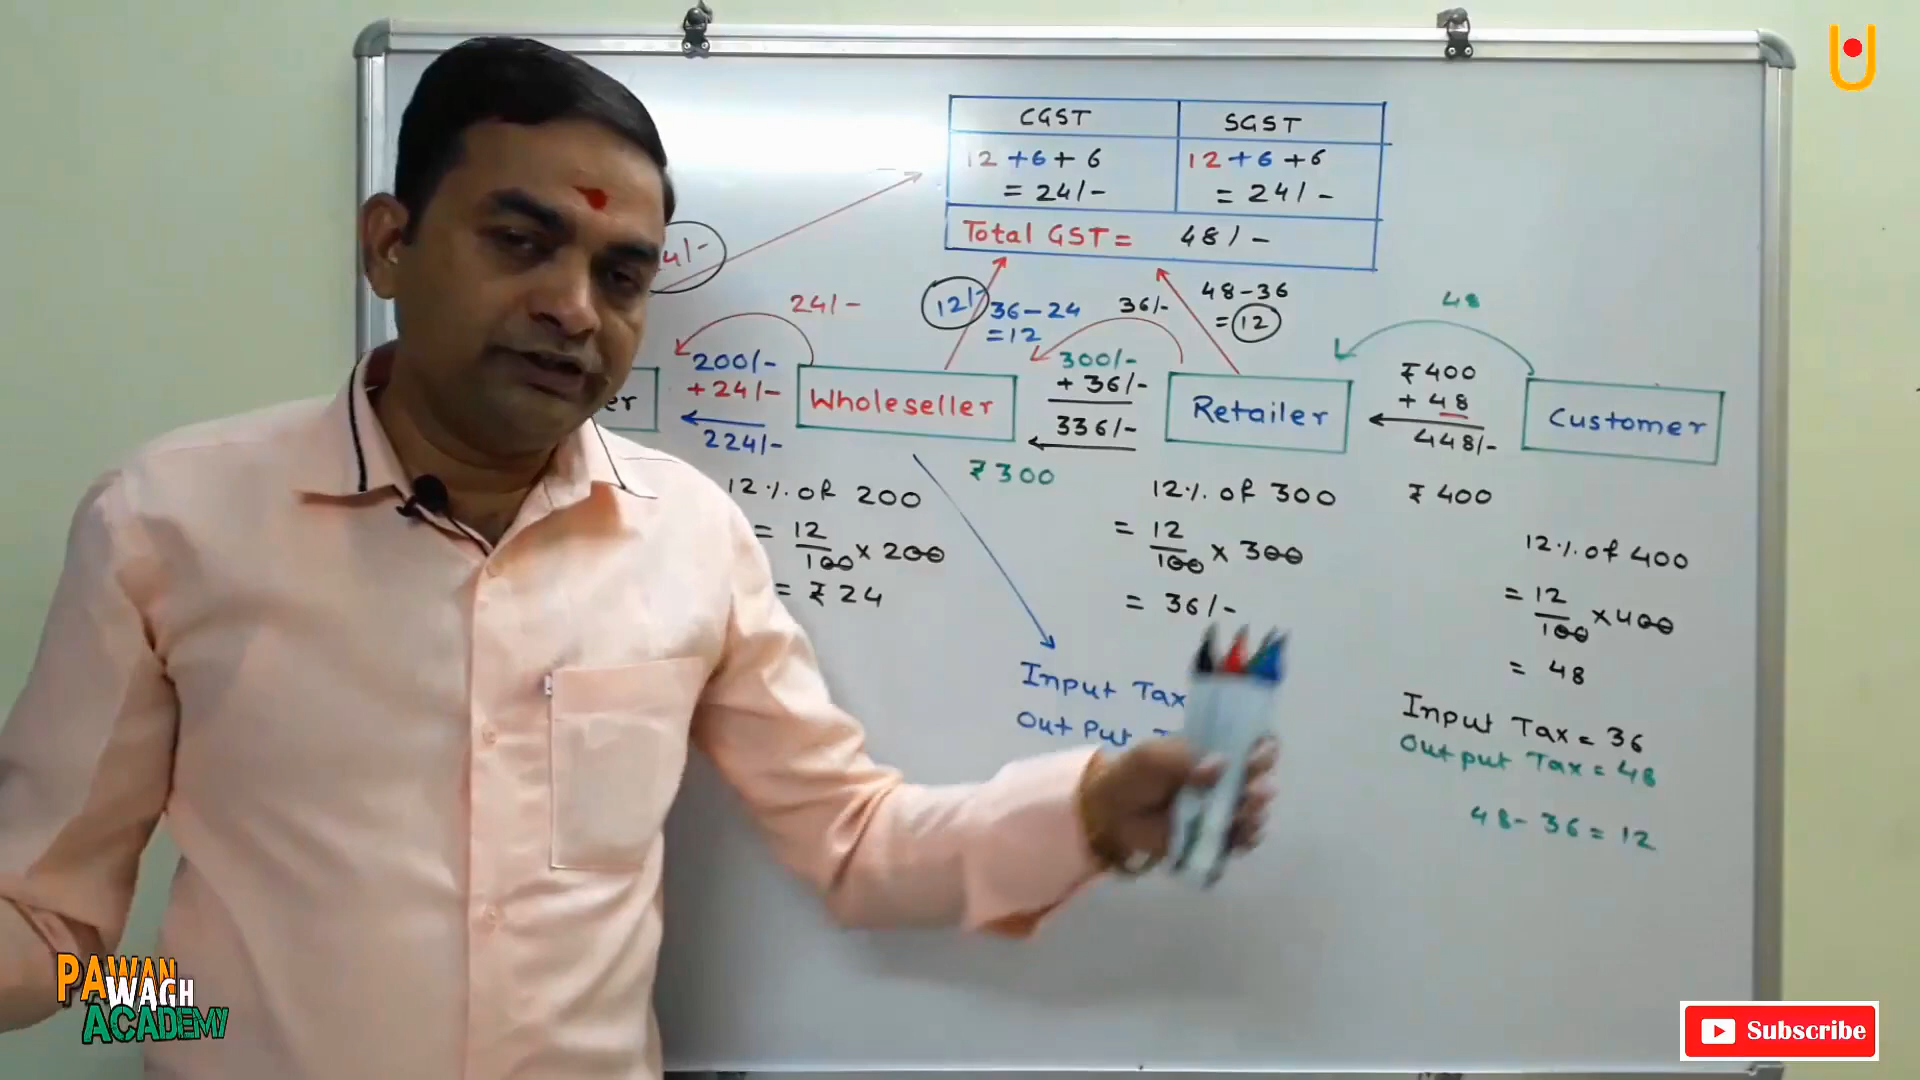 CGST
SGST
12 + 6 + 6
= 24/-
12 + 6 + 6
= 24/-
Total GST = 48/-
24/-
12/-
36 - 24
= 12
36/-
48 - 36
= 12
48
200/-
+ 24/-
224/-
Wholeseller
300/-
+ 36/-
336/-
Retailer
₹400
+ 48
448/-
Customer
₹300
₹400
12% of 200
= 12/100 × 200
= ₹24
12% of 300
= 12/100 × 300
= 36/-
12% of 400
= 12/100 × 400
= 48
Input Tax
Out Put
Input Tax = 36
Output Tax = 48
48 - 36 = 12
PAWAN
WAGH
ACADEMY
Subscribe